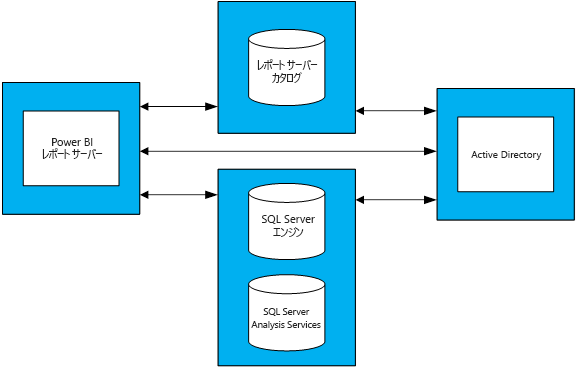 レポート サーバー
カタログ
Power BI
レポート サーバー
Active Directory
SQL Server
エンジン
SQL Server
Analysis Services